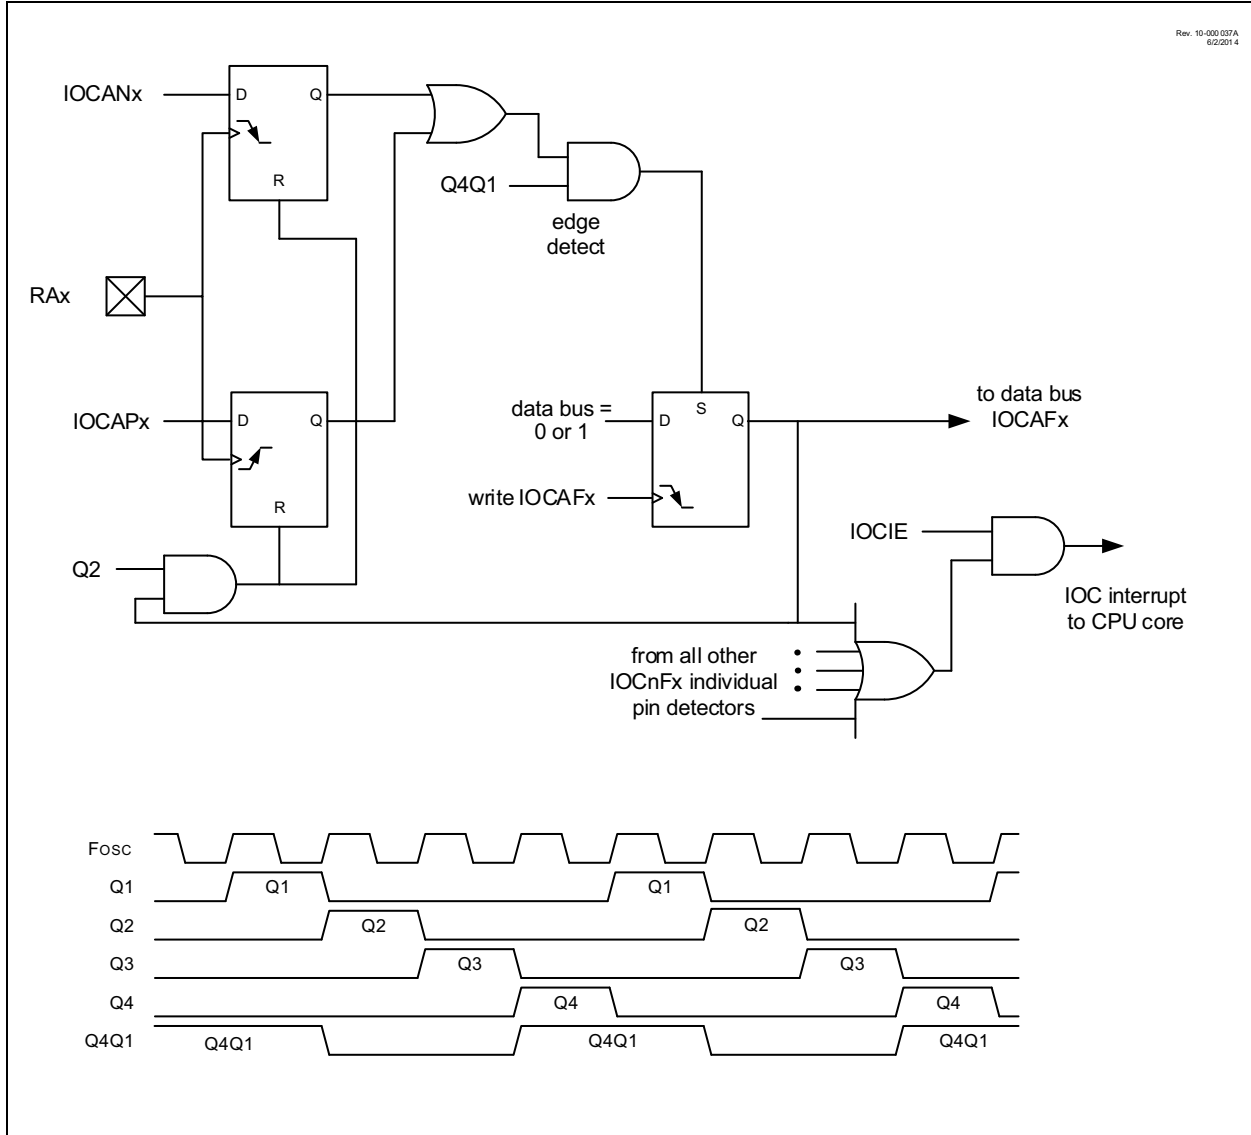 Rev. 10-000 037A
6/2/2014
IOCANx
D
Q
R
Q4Q1
edge
detect
RAx
IOCAPx
D
Q
R
data bus =
0 or 1
D
S
Q
to data bus
IOCAFx
write IOCAFx
IOCIE
Q2
IOC interrupt
to CPU core
from all other
IOCnFx individual
pin detectors
FOSC
Q1
Q1
Q1
Q2
Q2
Q2
Q3
Q3
Q3
Q4
Q4
Q4
Q4Q1
Q4Q1
Q4Q1
Q4Q1